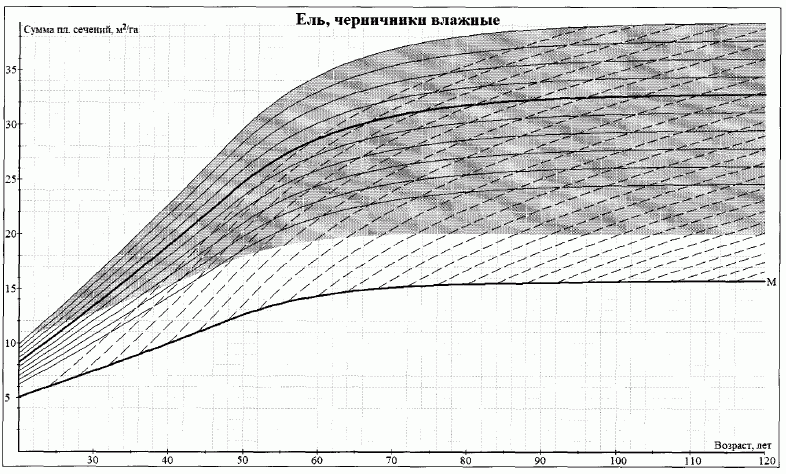 Ель, черничники влажные
Сумма пл. сечений, м²/га
35
30
25
20
15
10
5
М
Возраст, лет
30 40 50 60 70 80 90 100 110 120